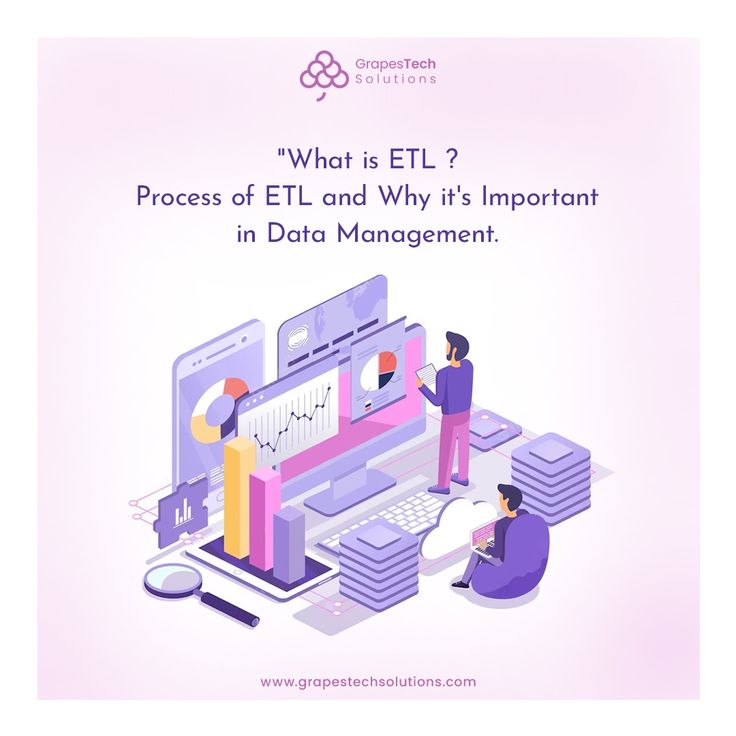 GrapesTech
Solutions
"What is ETL ?
Process of ETL and Why it's Important
in Data Management.
www.grapestechsolutions.com